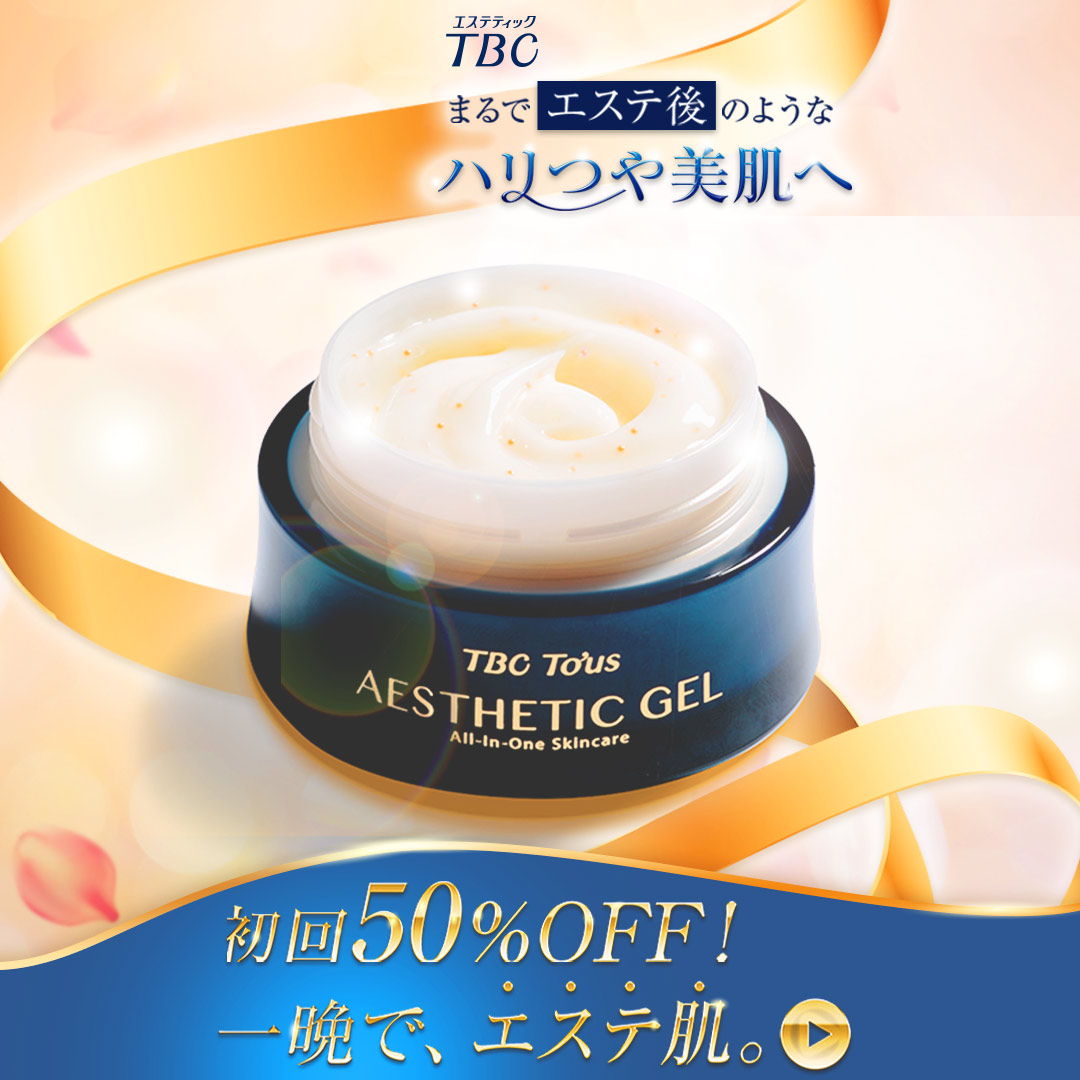 エステティック
TBC
まるでエステ後のような
ハリつや美肌へ
TBC To'us
AESTHETIC GEL
All-In-One Skincare
初回50%OFF!
一晩で、エステ肌。